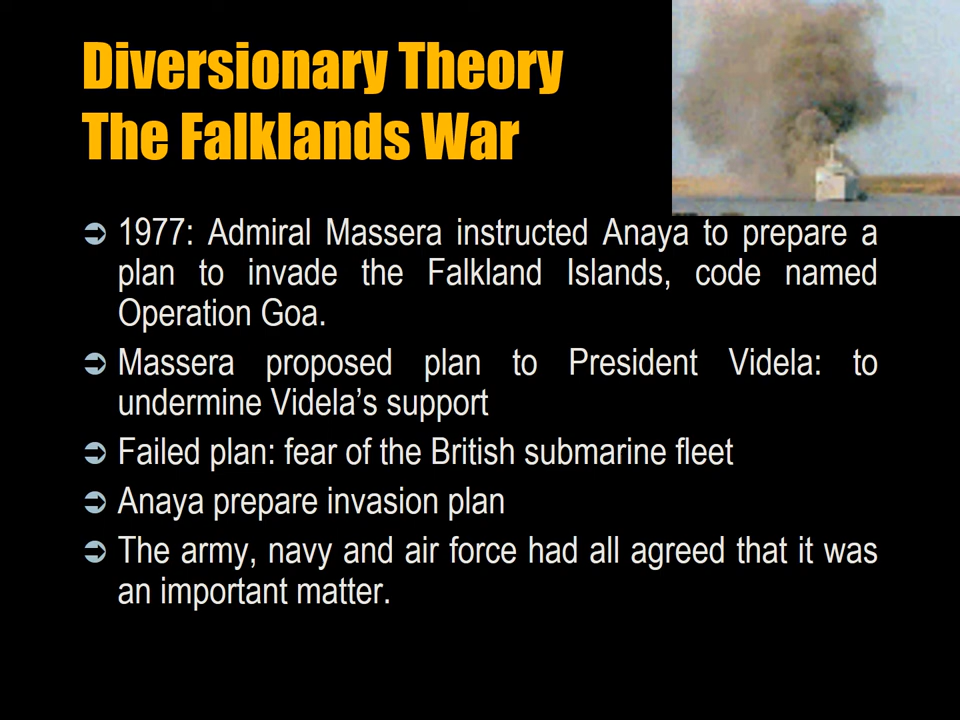 Diversionary Theory
The Falklands War
1977: Admiral Massera instructed Anaya to prepare a
plan to invade the Falkland Islands, code named
Operation Goa.
Massera proposed plan to President Videla: to
undermine Videla's support
Failed plan: fear of the British submarine fleet
Anaya prepare invasion plan
The army, navy and air force had all agreed that it was
an important matter.